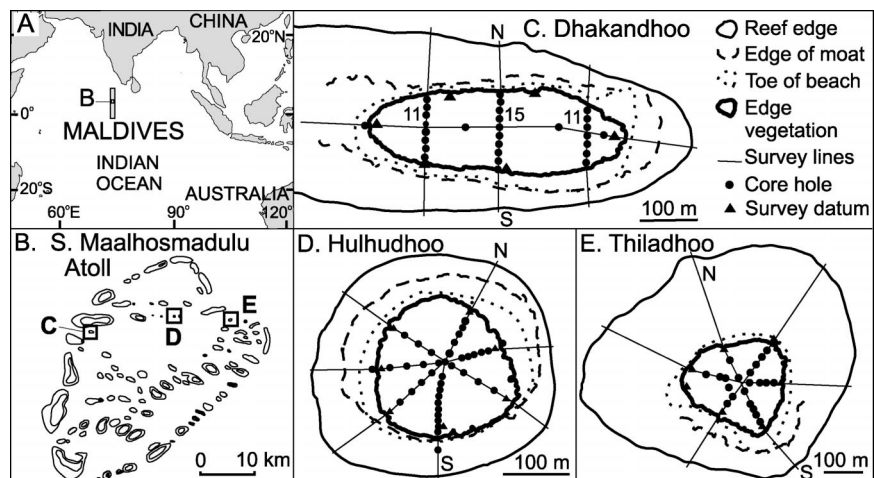 A
INDIA
CHINA
20°N
B
0°
MALDIVES
INDIAN
OCEAN
20°S
AUSTRALIA
60°E
90°
120°
B. S. Maalhosmadulu
Atoll
C
D
E
0 10 km
C. Dhakandhoo
N
11
15
11
S
100 m
Reef edge
Edge of moat
Toe of beach
Edge
vegetation
Survey lines
Core hole
Survey datum
D. Hulhudhoo
N
S
100 m
E. Thiladhoo
N
S
100 m